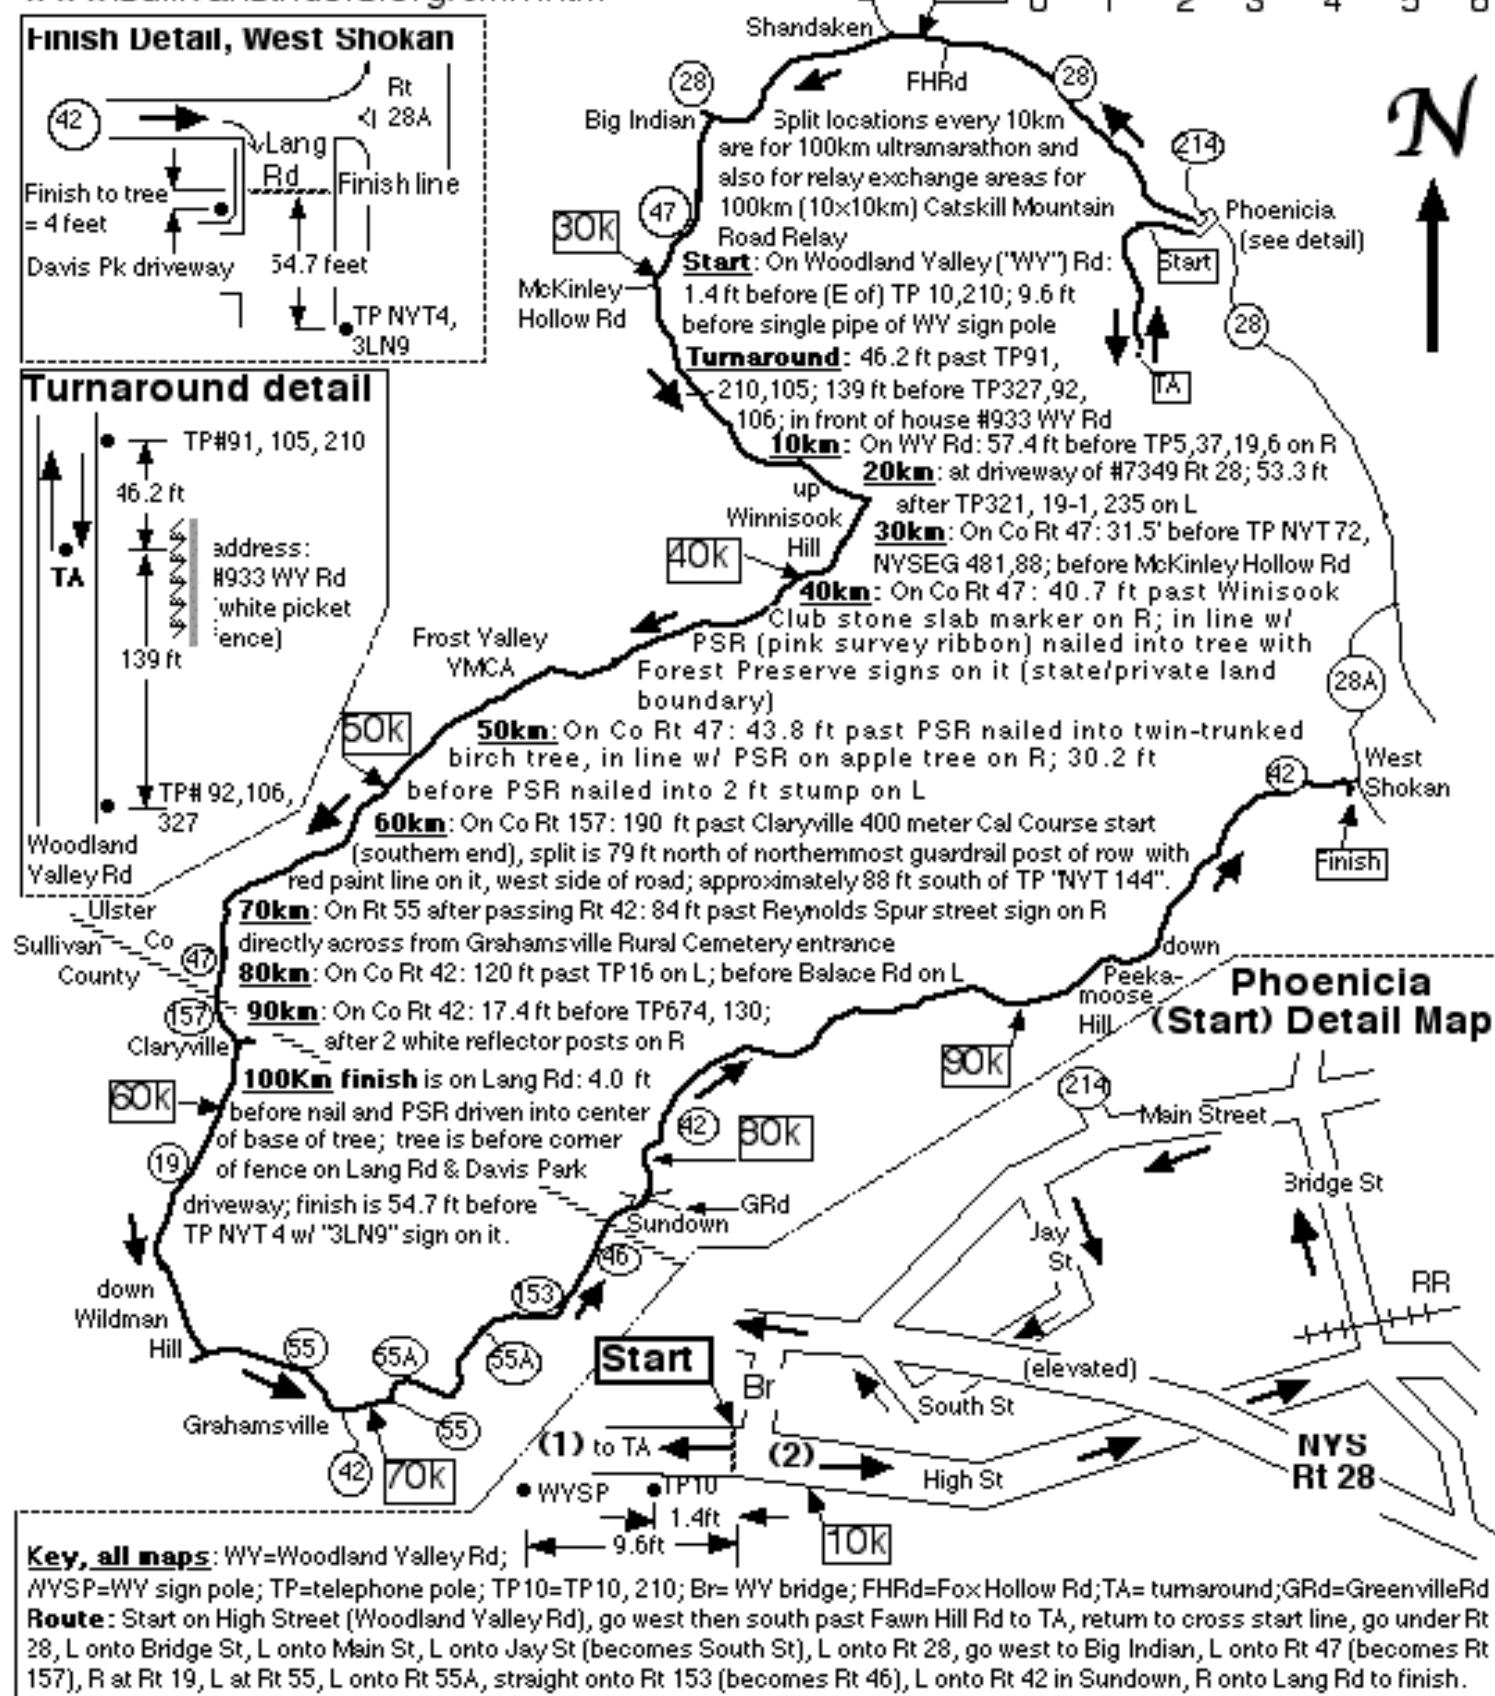 Finish Detail, West Shokan
42
Rt
28A
Lang
Rd
Finish line
Finish to tree
= 4 feet
Davis Pk driveway
54.7 feet
TP NYT4,
3LN9
Turnaround detail
TP#91, 105, 210
46.2 ft
TA
address:
#933 WV Rd
white picket
fence)
139 ft
TP# 92,106,
327
Woodland
Valley Rd
0 1 2 3 4 5 6
Shandaken
28
FHRd
28
Big Indian
N
214
Phoenicia
(see detail)
Start
28
TA
47
30k
McKinley
Hollow Rd
Split locations every 10km
are for 100km ultramarathon and
also for relay exchange areas for
100km (10x10km) Catskill Mountain
Road Relay
Start: On Woodland Valley ("WV") Rd:
1.4 ft before (E of) TP 10,210; 9.6 ft
before single pipe of WV sign pole
Turnaround: 46.2 ft past TP91,
210,105; 139 ft before TP327,92,
106; in front of house #933 WV Rd
10km: On WV Rd: 57.4 ft before TP5,37,19,6 on R
20km: at driveway of #7349 Rt 28; 53.3 ft
after TP321, 19-1, 235 on L
up
Winnisook
Hill
30km: On Co Rt 47: 31.5' before TP NYT 72,
NYSEG 481,88; before McKinley Hollow Rd
40k
40km: On Co Rt 47: 40.7 ft past Winisook
Club stone slab marker on R; in line w/
PSR (pink survey ribbon) nailed into tree with
Forest Preserve signs on it (state/private land
boundary)
Frost Valley
YMCA
28A
50k
50km: On Co Rt 47: 43.8 ft past PSR nailed into twin-trunked
birch tree, in line w/ PSR on apple tree on R; 30.2 ft
before PSR nailed into 2 ft stump on L
42
West
Shokan
Finish
60km: On Co Rt 157: 190 ft past Claryville 400 meter Cal Course start
(southern end), split is 79 ft north of northernmost guardrail post of row with
red paint line on it, west side of road; approximately 88 ft south of TP "NYT 144".
70km: On Rt 55 after passing Rt 42: 84 ft past Reynolds Spur street sign on R
directly across from Grahamsville Rural Cemetery entrance
80km: On Co Rt 42: 120 ft past TP16 on L; before Balace Rd on L
90km: On Co Rt 42: 17.4 ft before TP674, 130;
after 2 white reflector posts on R
100Km finish is on Lang Rd: 4.0 ft
before nail and PSR driven into center
of base of tree; tree is before corner
of fence on Lang Rd & Davis Park
driveway; finish is 54.7 ft before
TP NYT 4 w/ "3LN9" sign on it.
Ulster
Co
Sullivan
County
47
157
Claryville
60k
19
down
Wildman
Hill
55
55A
Grahamsville
42
70k
55
55A
153
46
Sundown
GRd
42
80k
90k
down
Peeka-
moose
Hill
Phoenicia
(Start) Detail Map
214
Main Street
Bridge St
Jay
St
RR
(elevated)
South St
Start
Br
(1) to TA
(2)
High St
NYS
Rt 28
WVSP
TP10
1.4ft
9.6ft
10k
Key, all maps: WV=Woodland Valley Rd;
WVSP=WV sign pole; TP=telephone pole; TP10=TP10, 210; Br= WV bridge; FHRd=Fox Hollow Rd;TA= turnaround;GRd=GreenvilleRd
Route: Start on High Street (Woodland Valley Rd), go west then south past Fawn Hill Rd to TA, return to cross start line, go under Rt
28, L onto Bridge St, L onto Main St, L onto Jay St (becomes South St), L onto Rt 28, go west to Big Indian, L onto Rt 47 (becomes Rt
157), R at Rt 19, L at Rt 55, L onto Rt 55A, straight onto Rt 153 (becomes Rt 46), L onto Rt 42 in Sundown, R onto Lang Rd to finish.